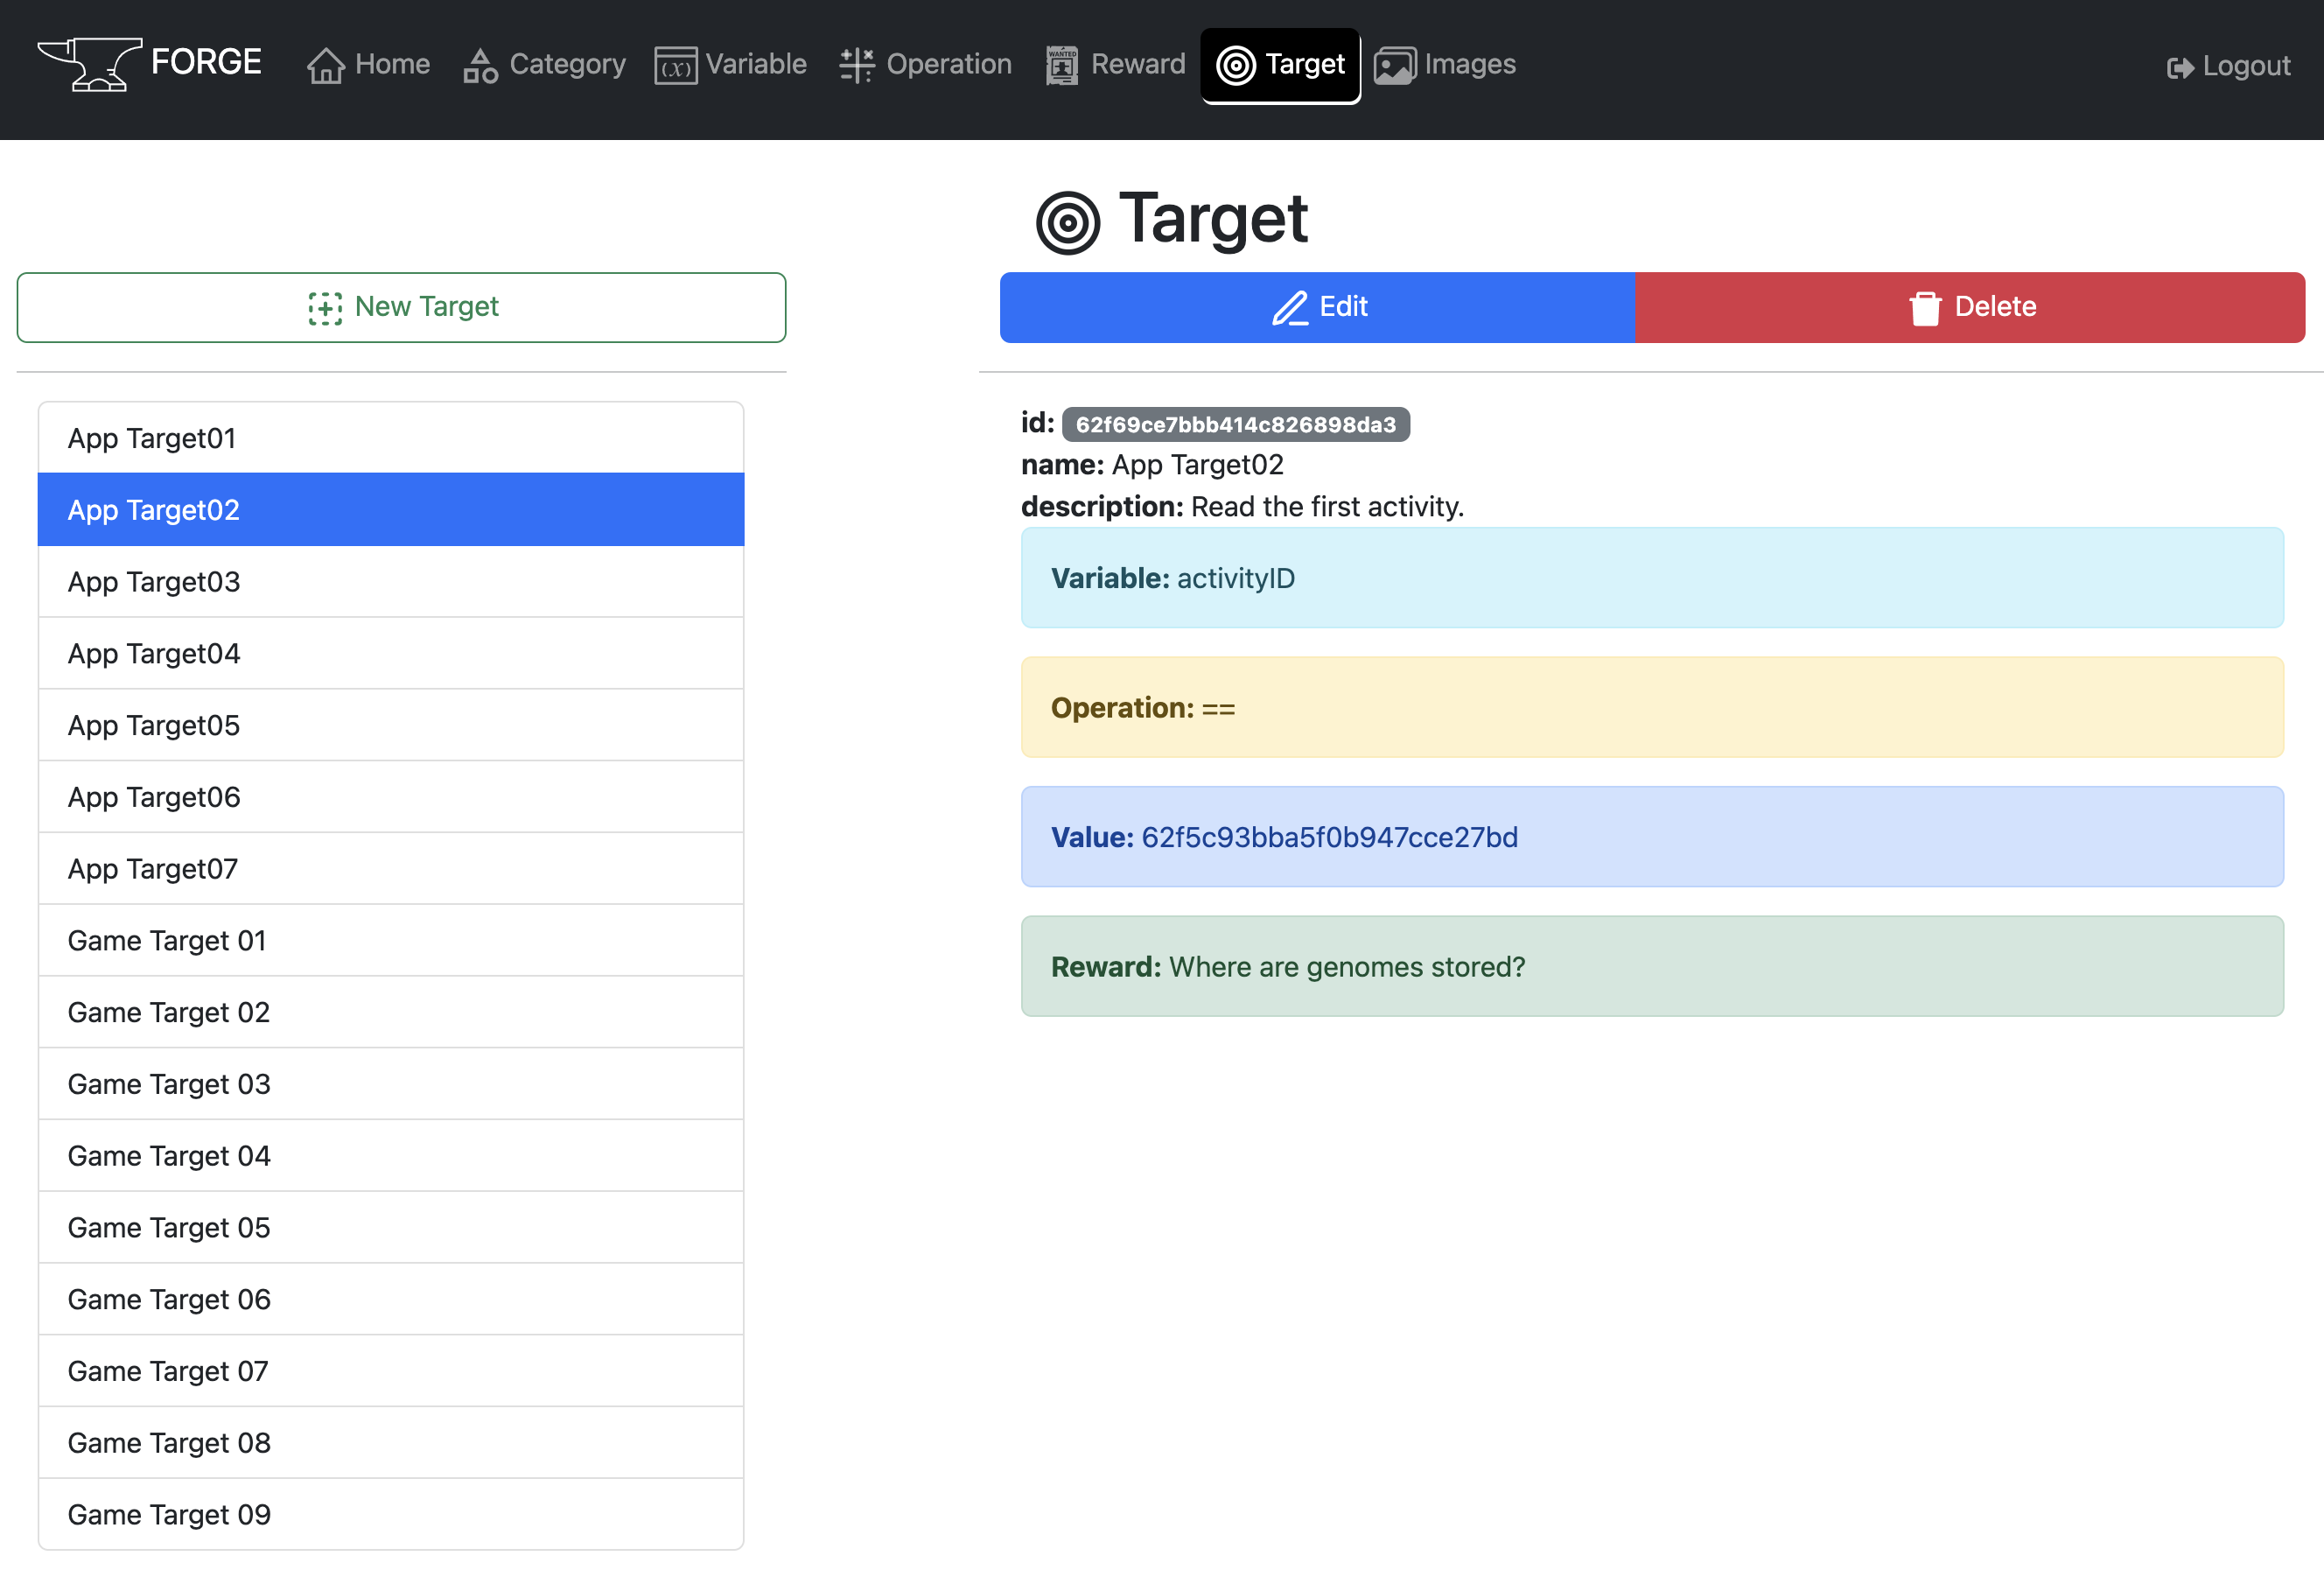 FORGE Home Category Variable Operation Reward Target Images Logout
Target
New Target
Edit Delete
App Target01
App Target02
App Target03
App Target04
App Target05
App Target06
App Target07
Game Target 01
Game Target 02
Game Target 03
Game Target 04
Game Target 05
Game Target 06
Game Target 07
Game Target 08
Game Target 09
id: 62f69ce7bbb414c826898da3
name: App Target02
description: Read the first activity.
Variable: activityID
Operation: ==
Value: 62f5c93bba5f0b947cce27bd
Reward: Where are genomes stored?